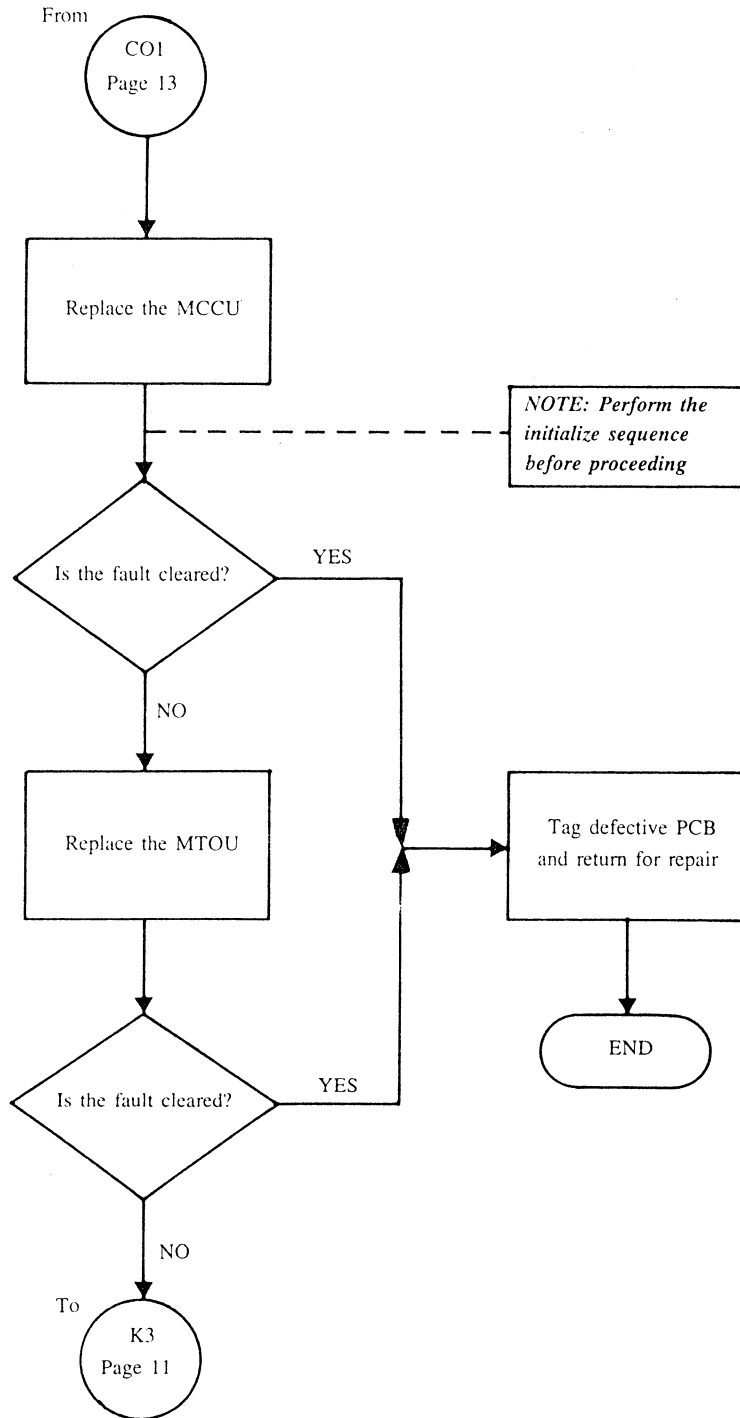 From
CO1
Page 13
Replace the MCCU
NOTE: Perform the
initialize sequence
before proceeding
Is the fault cleared?
YES
NO
Replace the MTOU
Tag defective PCB
and return for repair
END
Is the fault cleared?
YES
NO
To
K3
Page 11